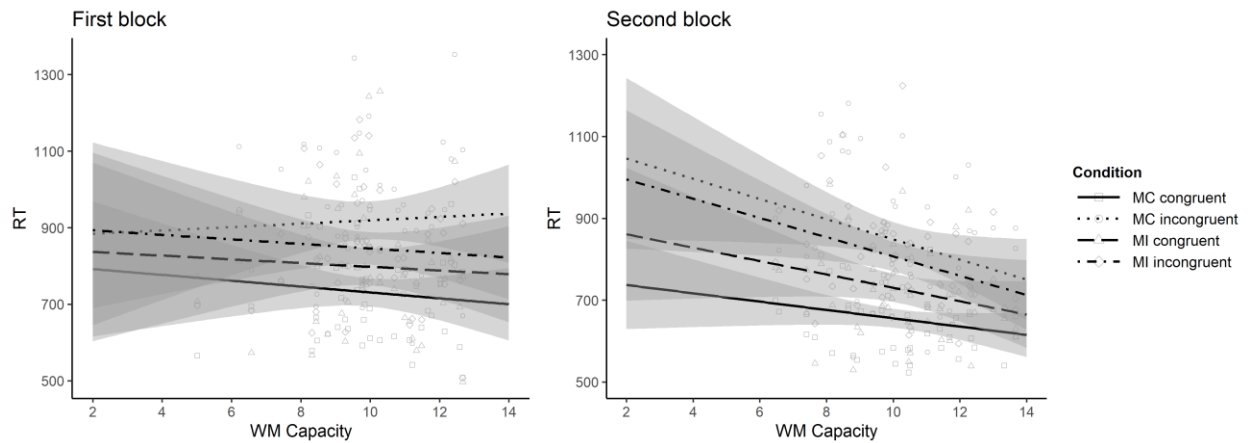 First block
1300
1100
900
700
500
RT
2 4 6 8 10 12 14
WM Capacity
Second block
1300
1100
900
700
500
RT
2 4 6 8 10 12 14
WM Capacity
Condition
MC congruent
MC incongruent
MI congruent
MI incongruent